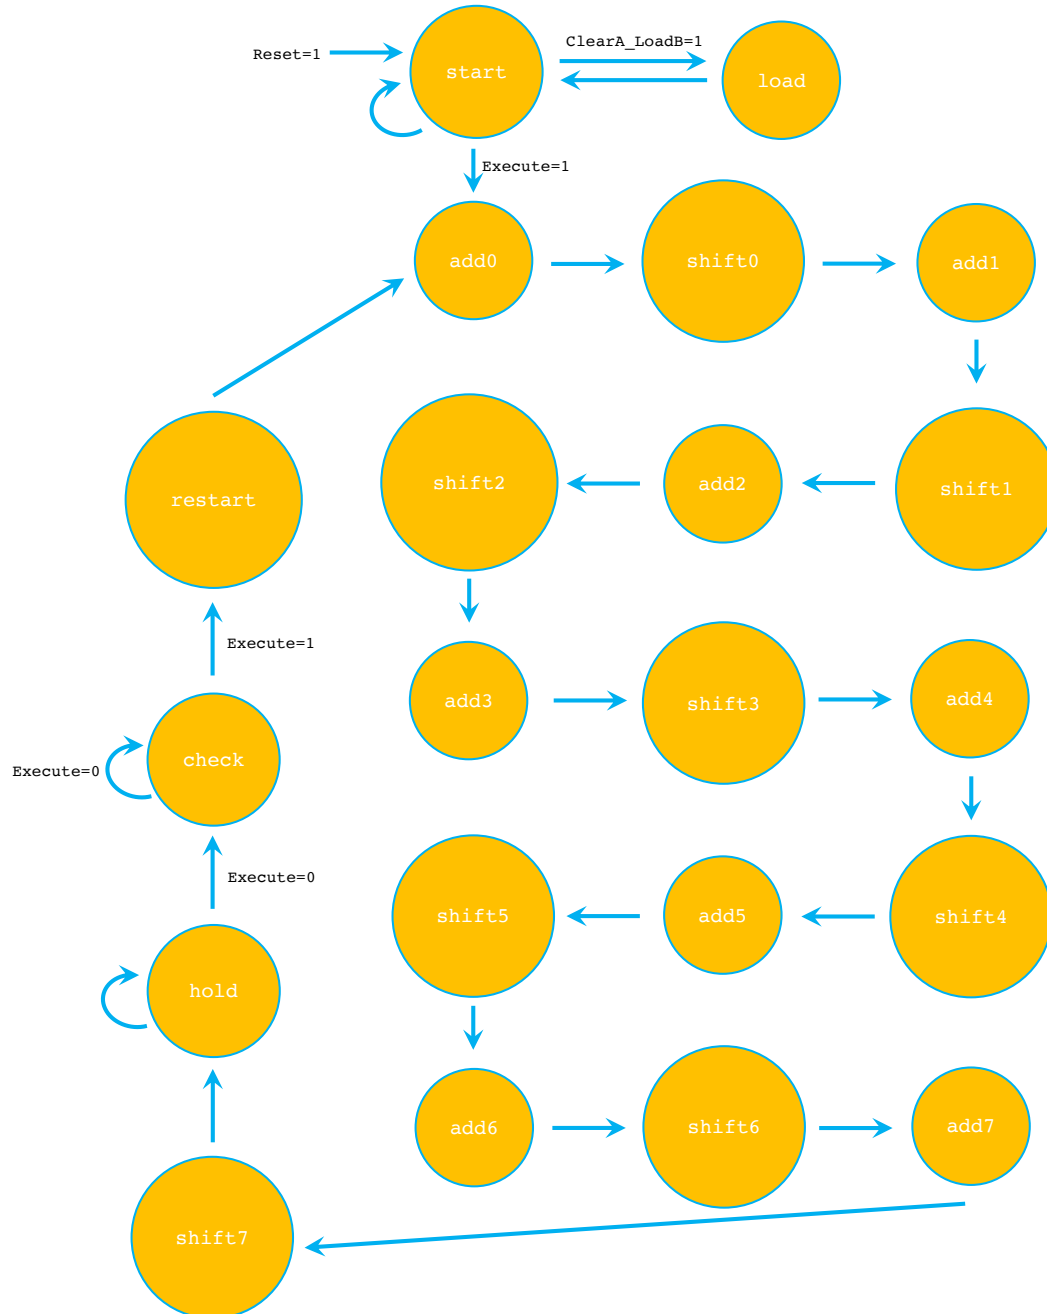 Reset=1
start
ClearA_LoadB=1
load
Execute=1
add0
shift0
add1
restart
shift2
add2
shift1
Execute=1
add3
shift3
add4
check
Execute=0
Execute=0
shift5
add5
shift4
hold
add6
shift6
add7
shift7